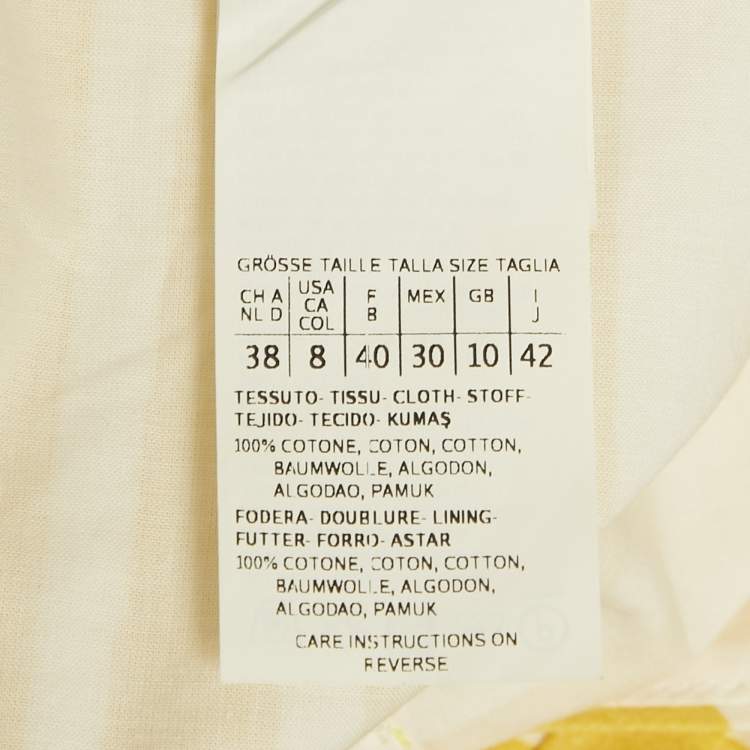 GRÖSSE TAILLE TALLA SIZE TAGLIA
CH A NL D USA CA COL F B MEX GB I J
38 8 40 30 10 42
TESSUTO- TISSU- CLOTH- STOFF-
TEJIDO- TECIDO- KUMAŞ
100% COTONE, COTON, COTTON,
BAUMWOLLE, ALGODON,
ALGODAO, PAMUK
FODERA- DOUBLURE- LINING-
FUTTER- FORRO- ASTAR
100% COTONE, COTON, COTTON,
BAUMWOLLE, ALGODON,
ALGODAO, PAMUK
CARE INSTRUCTIONS ON
REVERSE